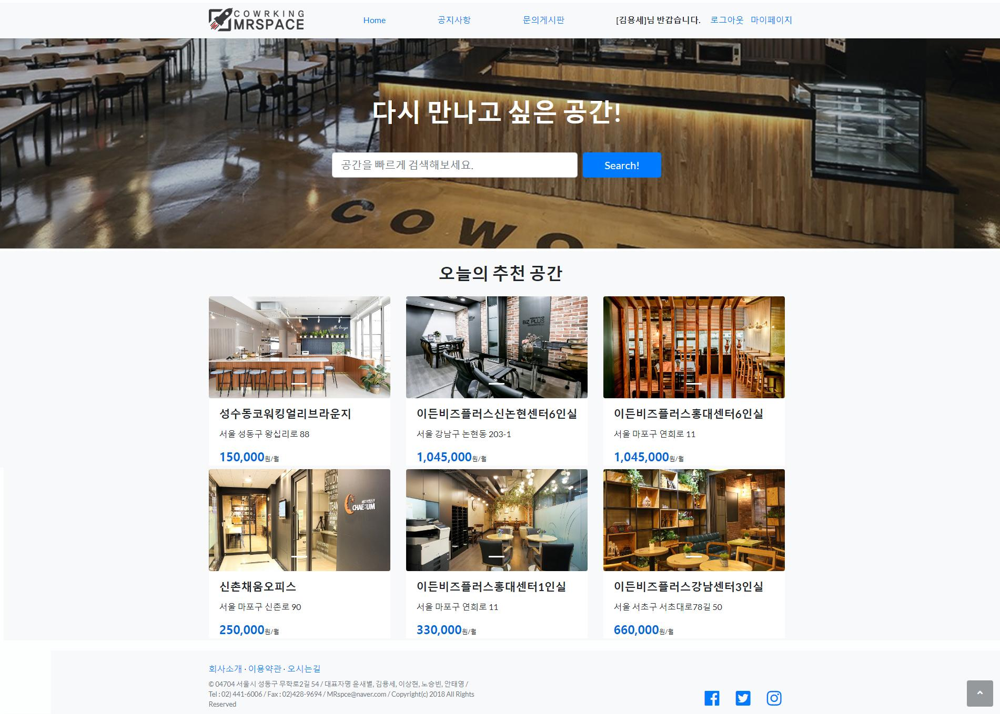 COWRKING
MRSPACE
Home
공지사항
문의게시판
[김용세]님 반갑습니다.
로그아웃
마이페이지
다시 만나고 싶은 공간!
공간을 빠르게 검색해보세요.
Search!
COWO
오늘의 추천 공간
BIZ PLUS
성수동코워킹얼리브라운지
서울 성동구 왕십리로 88
150,000원/월
이든비즈플러스신논현센터6인실
서울 강남구 논현동 203-1
1,045,000원/월
이든비즈플러스홍대센터6인실
서울 마포구 연희로 11
1,045,000원/월
STUDY
CHAE:UM
신촌채움오피스
서울 마포구 신촌로 90
250,000원/월
이든비즈플러스홍대센터1인실
서울 마포구 연희로 11
330,000원/월
이든비즈플러스강남센터3인실
서울 서초구 서초대로78길 50
660,000원/월
회사소개 · 이용약관 · 오시는길
© 04704 서울시 성동구 무학로2길 54 / 대표자명 윤새별, 김용세, 이상현, 노승빈, 안태영 /
Tel : 02) 441-6006 / Fax : 02)428-9694 / MRspce@naver.com / Copyright(c) 2018 All Rights
Reserved